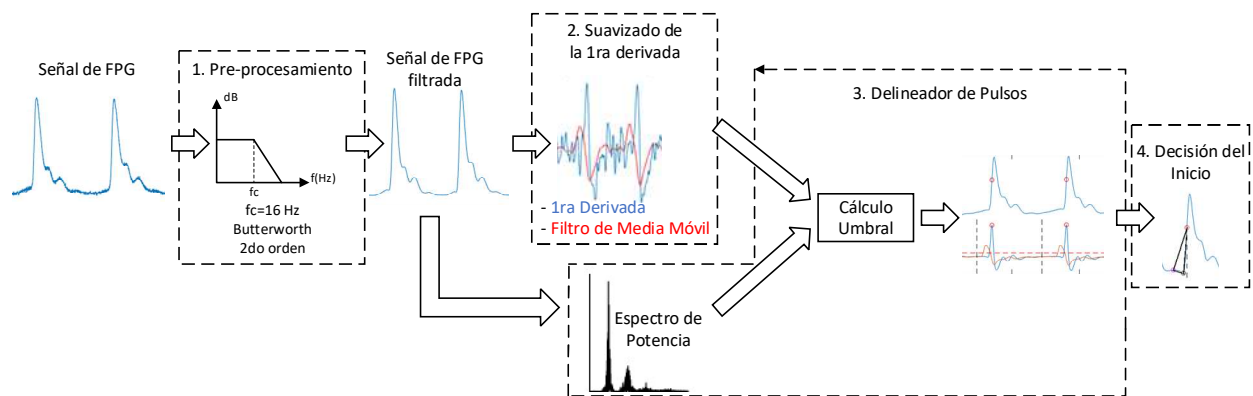 Señal de FPG
1. Pre-procesamiento
dB
f(Hz)
fc
fc=16 Hz
Butterworth
2do orden
Señal de FPG
filtrada
2. Suavizado de
la 1ra derivada
- 1ra Derivada
- Filtro de Media Móvil
3. Delineador de Pulsos
Espectro de
Potencia
Cálculo
Umbral
4. Decisión del
Inicio